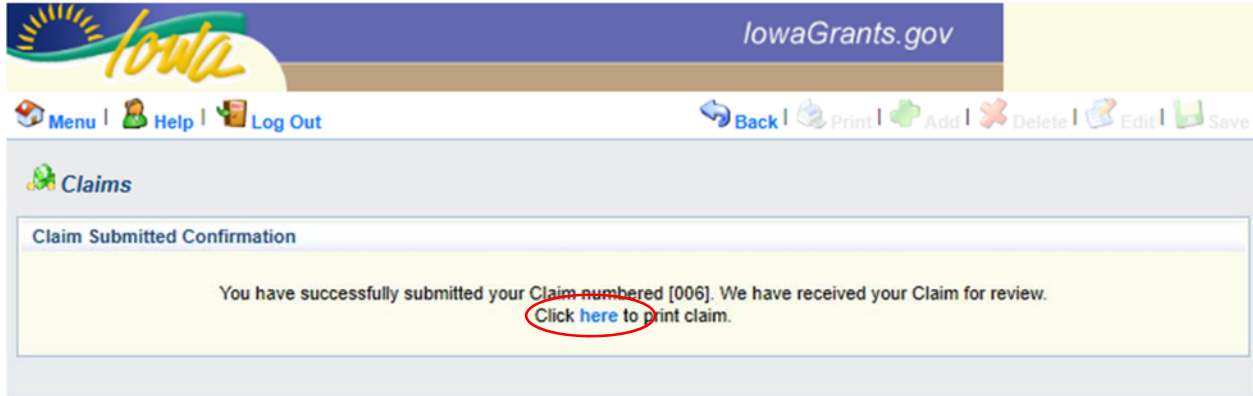 Iowa
IowaGrants.gov
Menu | Help | Log Out
Back | Print | Add | Delete | Edit | Save
Claims
Claim Submitted Confirmation
You have successfully submitted your Claim numbered [006]. We have received your Claim for review.
Click here to print claim.